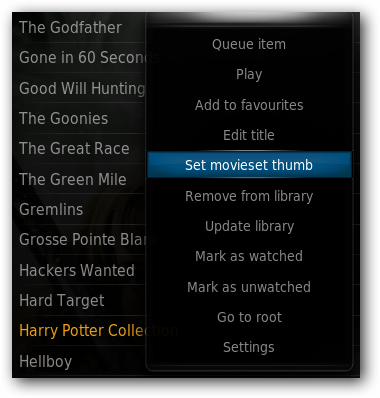 The Godfather
Gone in 60 Seconds
Good Will Hunting
The Goonies
The Great Race
The Green Mile
Gremlins
Grosse Pointe Blan
Hackers Wanted
Hard Target
Harry Potter Collection
Hellboy
Queue item
Play
Add to favourites
Edit title
Set movieset thumb
Remove from library
Update library
Mark as watched
Mark as unwatched
Go to root
Settings